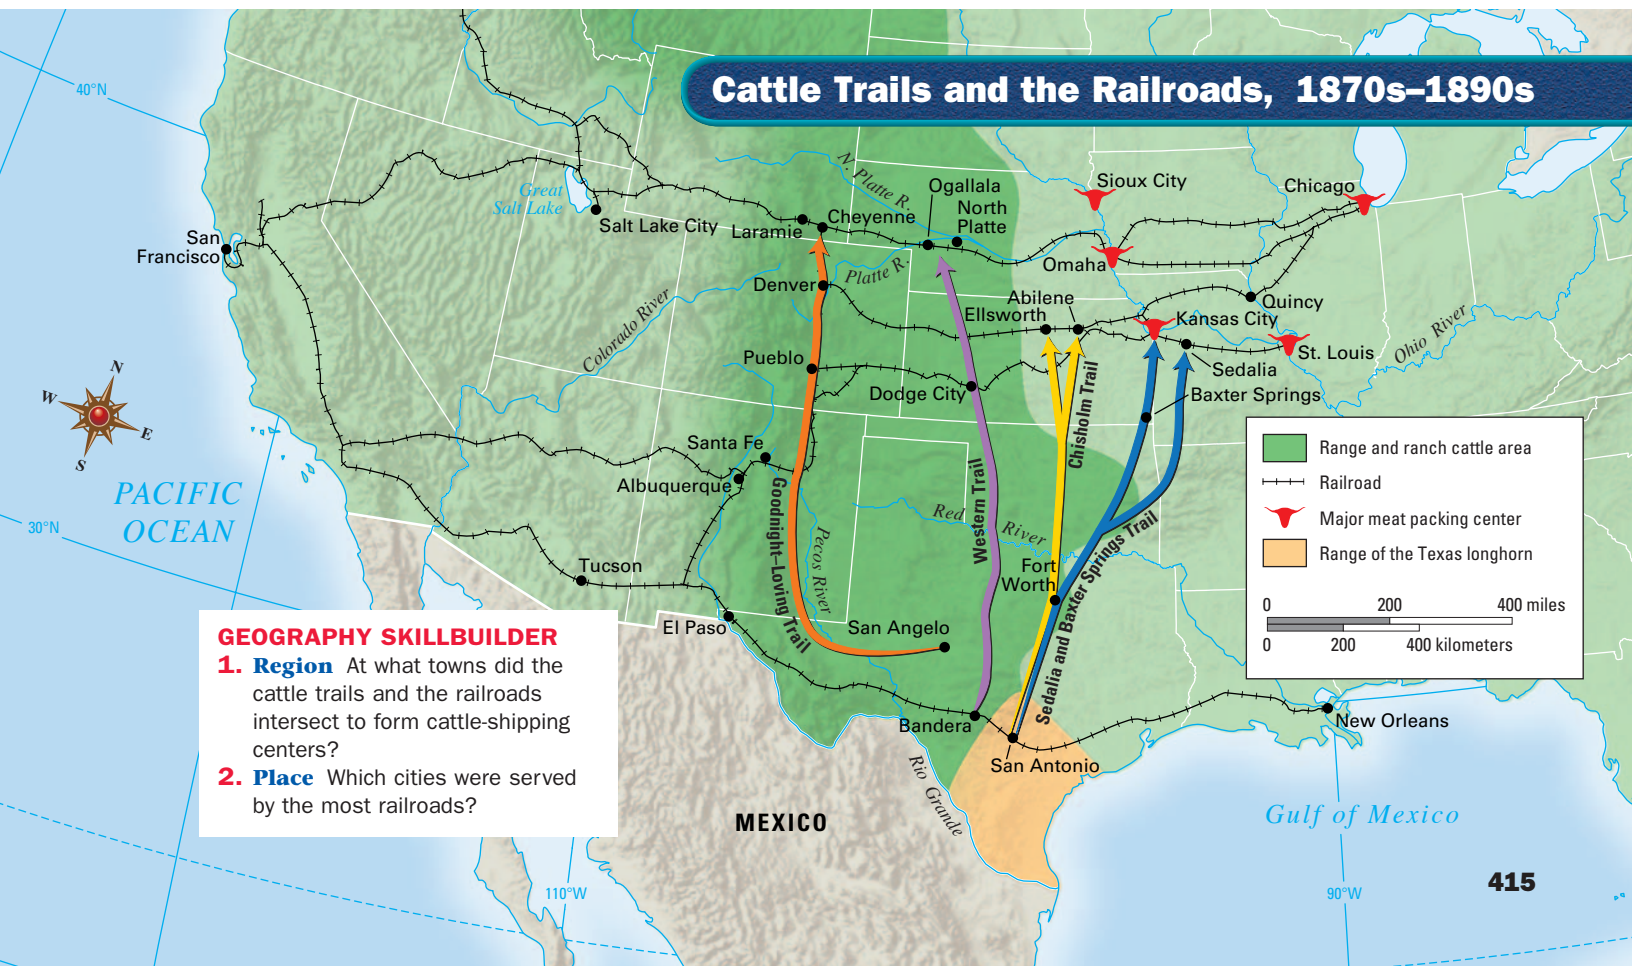 Cattle Trails and the Railroads, 1870s–1890s
40°N
30°N
110°W
90°W
N
W
E
S
PACIFIC
OCEAN
Great
Salt Lake
San
Francisco
Salt Lake City
Laramie
Cheyenne
N. Platte R.
Ogallala
North
Platte
Sioux City
Chicago
Omaha
Platte R.
Denver
Colorado River
Abilene
Ellsworth
Quincy
Kansas City
St. Louis
Ohio River
Sedalia
Baxter Springs
Pueblo
Dodge City
Chisholm Trail
Santa Fe
Albuquerque
Goodnight–Loving Trail
Pecos River
Western Trail
Red
River
Sedalia and Baxter Springs Trail
Fort
Worth
Tucson
El Paso
San Angelo
Bandera
San Antonio
New Orleans
Rio Grande
MEXICO
Gulf of Mexico
Range and ranch cattle area
Railroad
Major meat packing center
Range of the Texas longhorn
0 200 400 miles
0 200 400 kilometers
GEOGRAPHY SKILLBUILDER
1. Region At what towns did the
cattle trails and the railroads
intersect to form cattle-shipping
centers?
2. Place Which cities were served
by the most railroads?
415